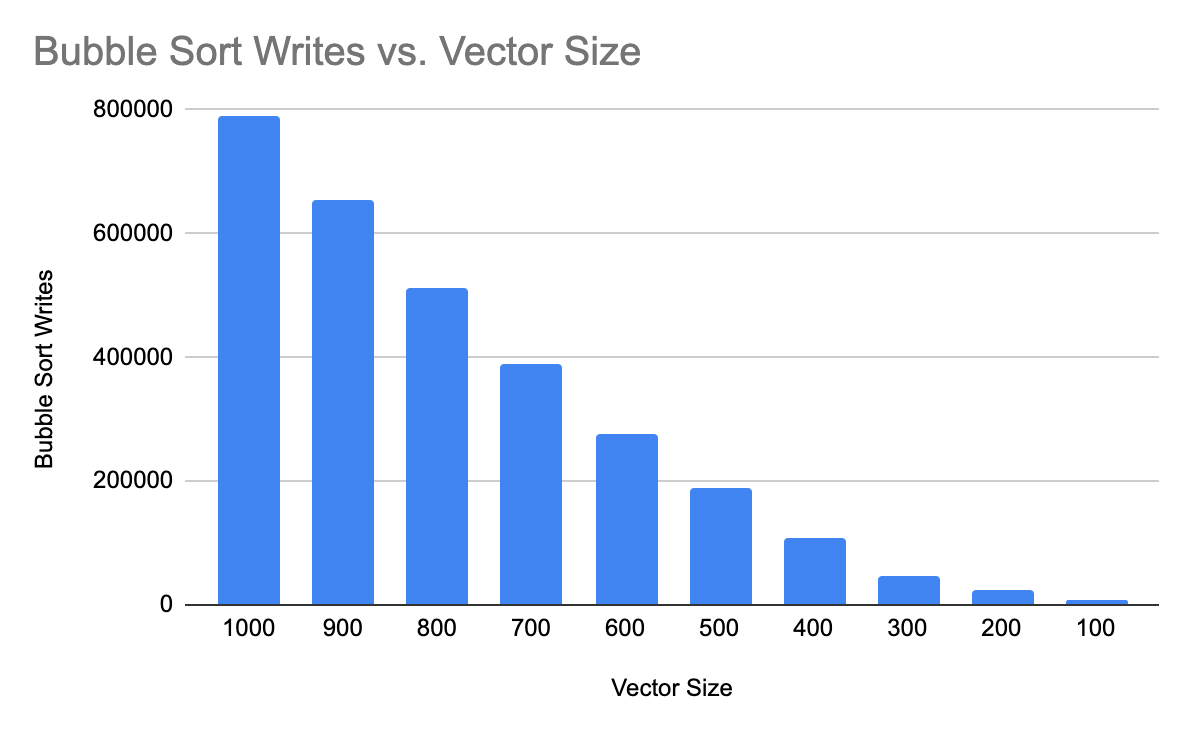 Bubble Sort Writes vs. Vector Size
800000
600000
400000
200000
0
Bubble Sort Writes
1000 900 800 700 600 500 400 300 200 100
Vector Size